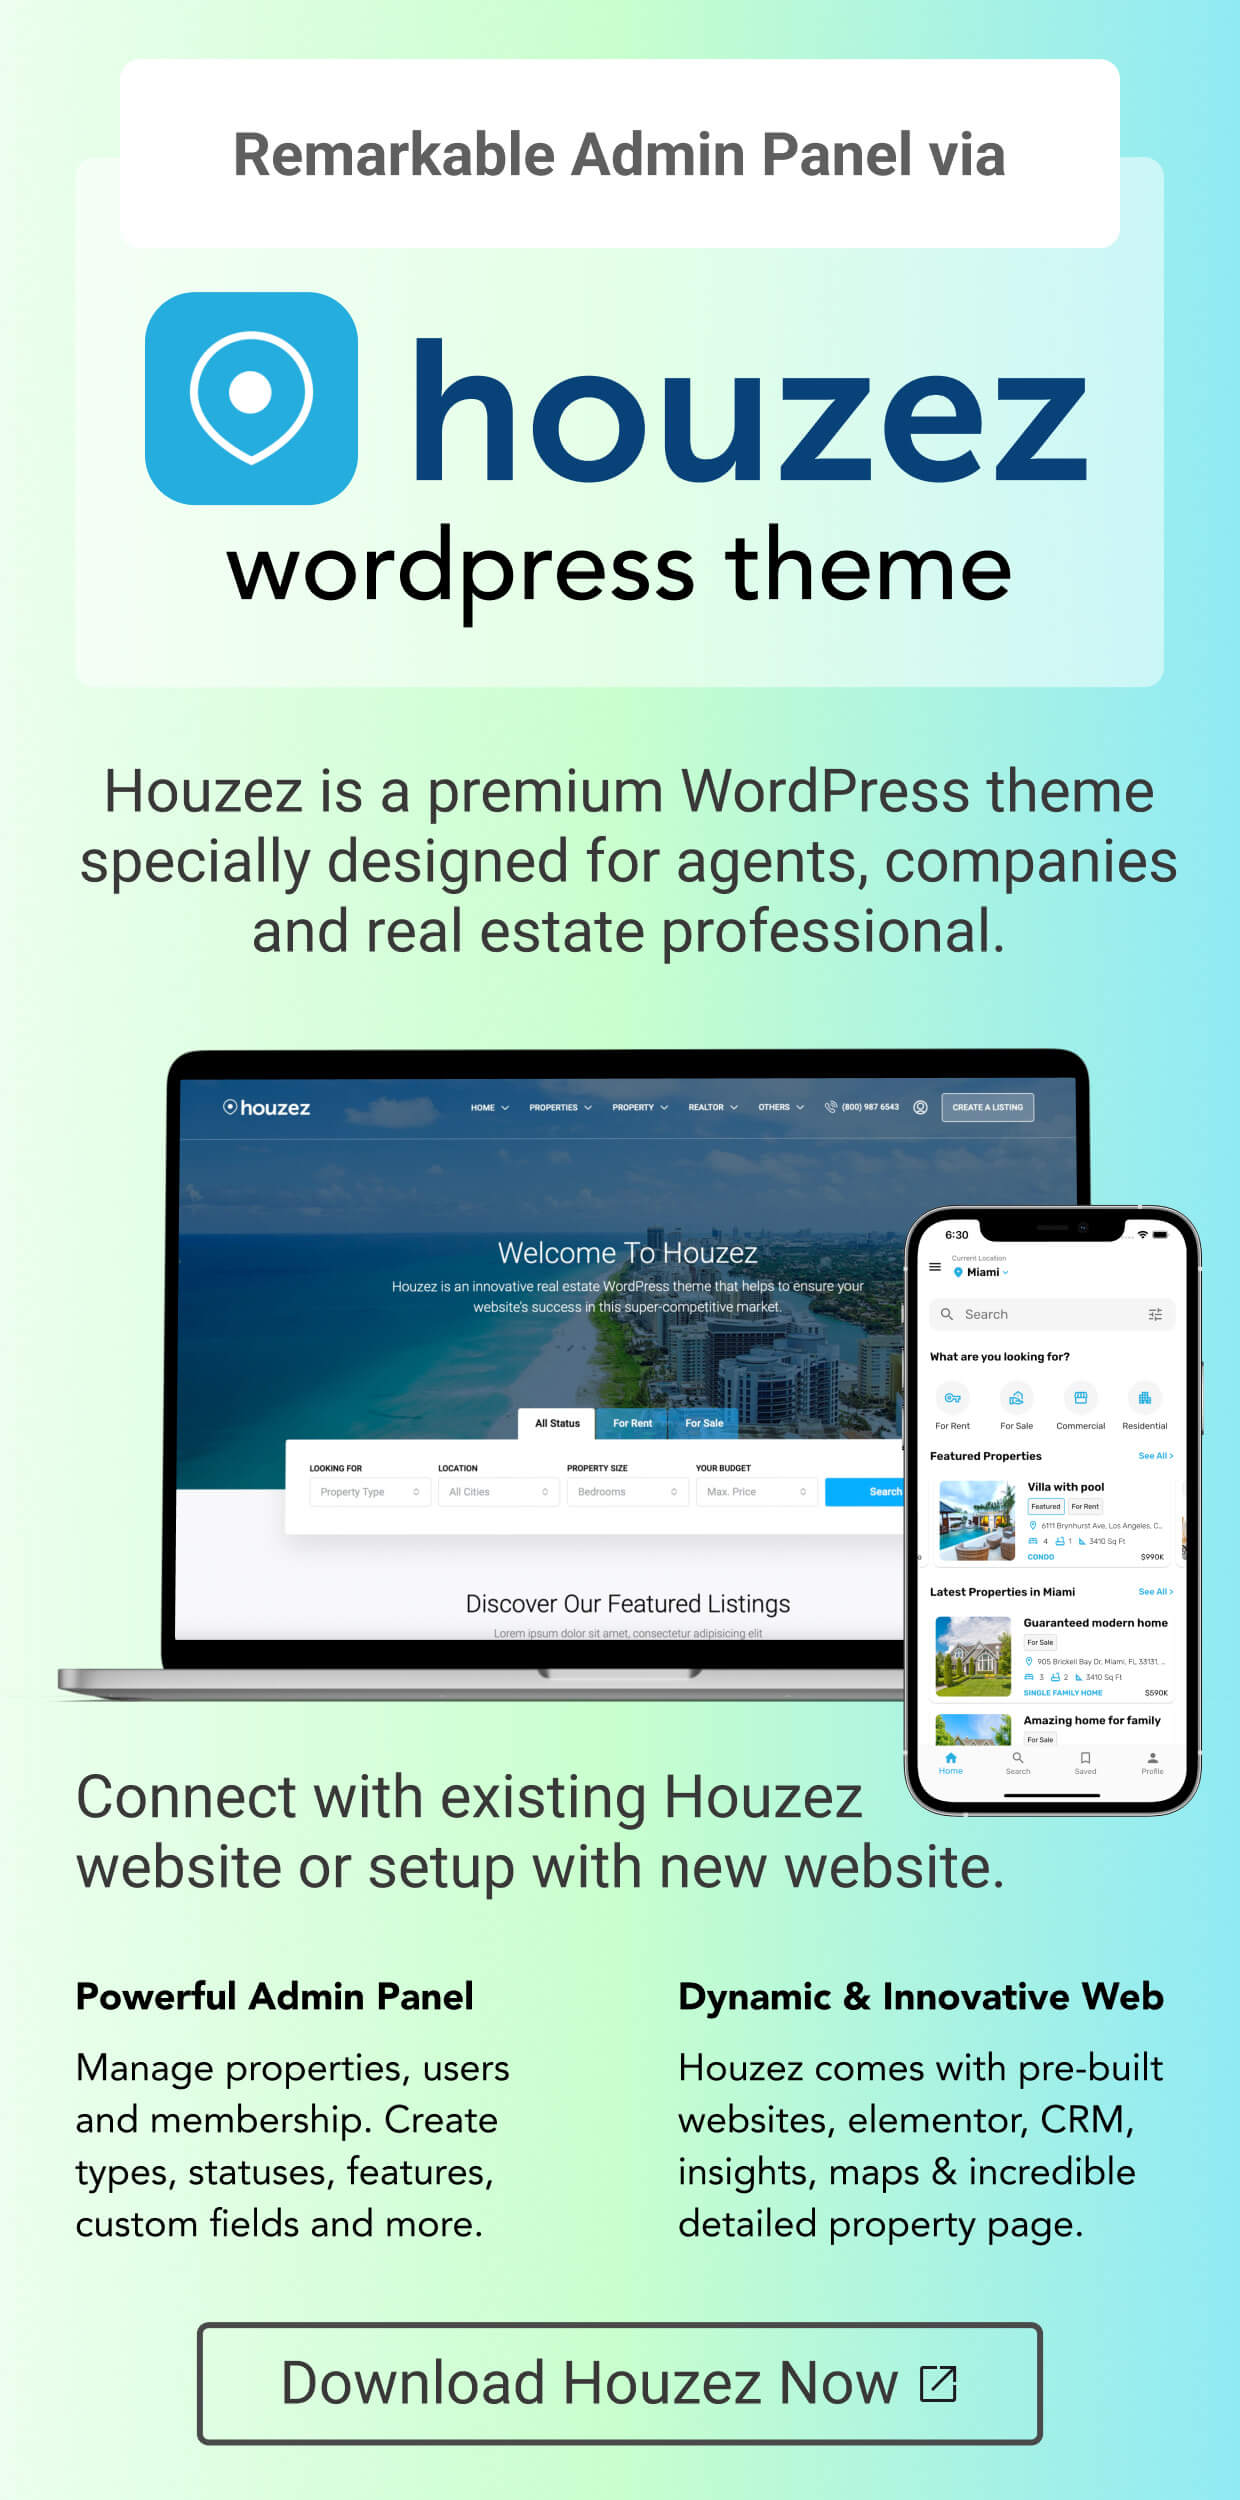 Remarkable Admin Panel via
houzez
wordpress theme
Houzez is a premium WordPress theme
specially designed for agents, companies
and real estate professional.
houzez
HOME PROPERTIES PROPERTY REALTOR OTHERS (800) 987 6543 CREATE A LISTING
Welcome To Houzez
Houzez is an innovative real estate WordPress theme that helps to ensure your
website's success in this super-competitive market.
All Status For Rent For Sale
LOOKING FOR LOCATION PROPERTY SIZE YOUR BUDGET
Property Type All Cities Bedrooms Max. Price Search
Discover Our Featured Listings
Lorem ipsum dolor sit amet, consectetur adipisicing elit
6:30
Current Location
Miami
Search
What are you looking for?
For Rent For Sale Commercial Residential
Featured Properties See All >
Villa with pool
Featured For Rent
6111 Brynhurst Ave, Los Angeles, C...
4 1 3410 Sq Ft
CONDO $990K
Latest Properties in Miami See All >
Guaranteed modern home
For Sale
905 Brickell Bay Dr, Miami, FL 33131, ...
3 2 3410 Sq Ft
SINGLE FAMILY HOME $590K
Amazing home for family
For Sale
Home Search Saved Profile
Connect with existing Houzez
website or setup with new website.
Powerful Admin Panel
Manage properties, users
and membership. Create
types, statuses, features,
custom fields and more.
Dynamic & Innovative Web
Houzez comes with pre-built
websites, elementor, CRM,
insights, maps & incredible
detailed property page.
Download Houzez Now